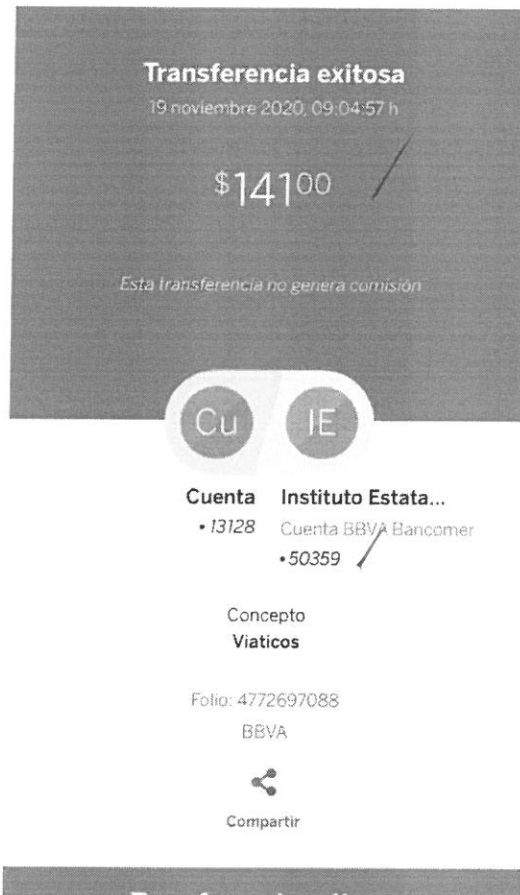 Transferencia exitosa
19 noviembre 2020, 09:04:57 h
$14100
Esta transferencia no genera comisión
Cu IE
Cuenta Instituto Estata...
•13128 Cuenta BBVA Bancomer
•50359
Concepto
Viaticos
Folio: 4772697088
BBVA
Compartir